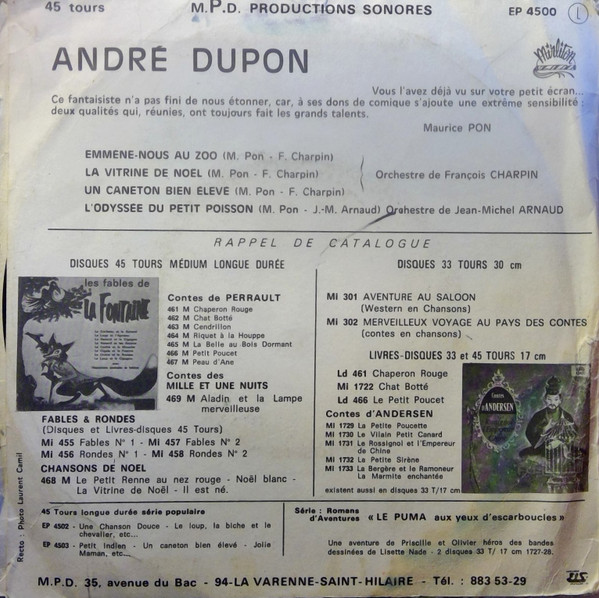 45 tours M.P.D. PRODUCTIONS SONORES EP 4500 L
Mirliton
ANDRÉ DUPON
Vous l'avez déjà vu sur votre petit écran...
Ce fantaisiste n'a pas fini de nous étonner, car, à ses dons de comique s'ajoute une extrême sensibilité :
deux qualités qui, réunies, ont toujours fait les grands talents.
Maurice PON
EMMENE-NOUS AU ZOO (M. Pon - F. Charpin)
LA VITRINE DE NOEL (M. Pon - F. Charpin) Orchestre de François CHARPIN
UN CANETON BIEN ELEVE (M. Pon - F. Charpin)
L'ODYSSEE DU PETIT POISSON (M. Pon - J.-M. Arnaud) Orchestre de Jean-Michel ARNAUD
RAPPEL DE CATALOGUE
DISQUES 45 TOURS MÉDIUM LONGUE DURÉE
les fables de
LA FONTAINE
Contes de PERRAULT
461 M Chaperon Rouge
462 M Chat Botté
463 M Cendrillon
464 M Riquet à la Houppe
465 M La Belle au Bois Dormant
466 M Petit Poucet
467 M Peau d'Ane
Contes des
MILLE ET UNE NUITS
469 M Aladin et la Lampe
merveilleuse
FABLES & RONDES
(Disques et Livres-disques 45 Tours)
Mi 455 Fables N° 1 - Mi 457 Fables N° 2
Mi 456 Rondes N° 1 - Mi 458 Rondes N° 2
CHANSONS DE NOEL
468 M Le Petit Renne au nez rouge - Noël blanc -
La Vitrine de Noël - Il est né.
DISQUES 33 TOURS 30 cm
Mi 301 AVENTURE AU SALOON
(Western en Chansons)
Mi 302 MERVEILLEUX VOYAGE AU PAYS DES CONTES
(contes en chansons)
LIVRES-DISQUES 33 et 45 TOURS 17 cm
Ld 461 Chaperon Rouge
Mi 1722 Chat Botté
Ld 466 Le Petit Poucet
Contes d'ANDERSEN
Mi 1729 La Petite Poucette
Mi 1730 Le Vilain Petit Canard
Mi 1731 Le Rossignol et l'Empereur
de Chine
Mi 1732 La Petite Sirène
Mi 1733 La Bergère et le Ramoneur
La Marmite enchantée
existent aussi en disques 33 T/17 cm
Contes
D'ANDERSEN
45 Tours longue durée série populaire
EP 4502 - Une Chanson Douce - Le loup, la biche et le
chevalier, etc...
EP 4503 - Petit Indien - Un caneton bien élevé - Jolie
Maman, etc...
Série : Romans
d'Aventures « LE PUMA aux yeux d'escarboucles »
Une aventure de Priscille et Olivier héros des bandes
dessinées de Lisette Nade - 2 disques 33 T/ 17 cm 1727-28.
Recto : Photo Laurent Camil
M.P.D. 35, avenue du Bac - 94-LA VARENNE-SAINT-HILAIRE - Tél. : 883 53-29